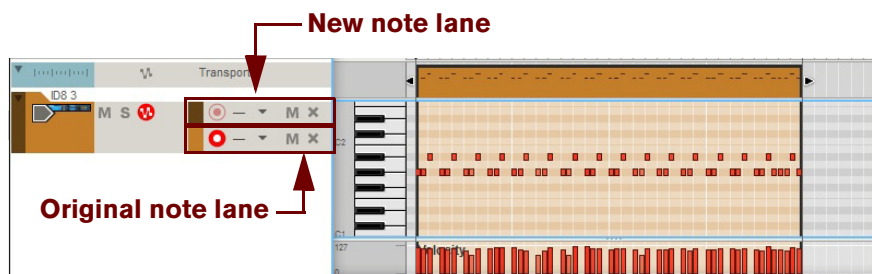 New note lane
Transport
ID8 3
M S
M
M
C2
Original note lane
C1
127
Velocity
0